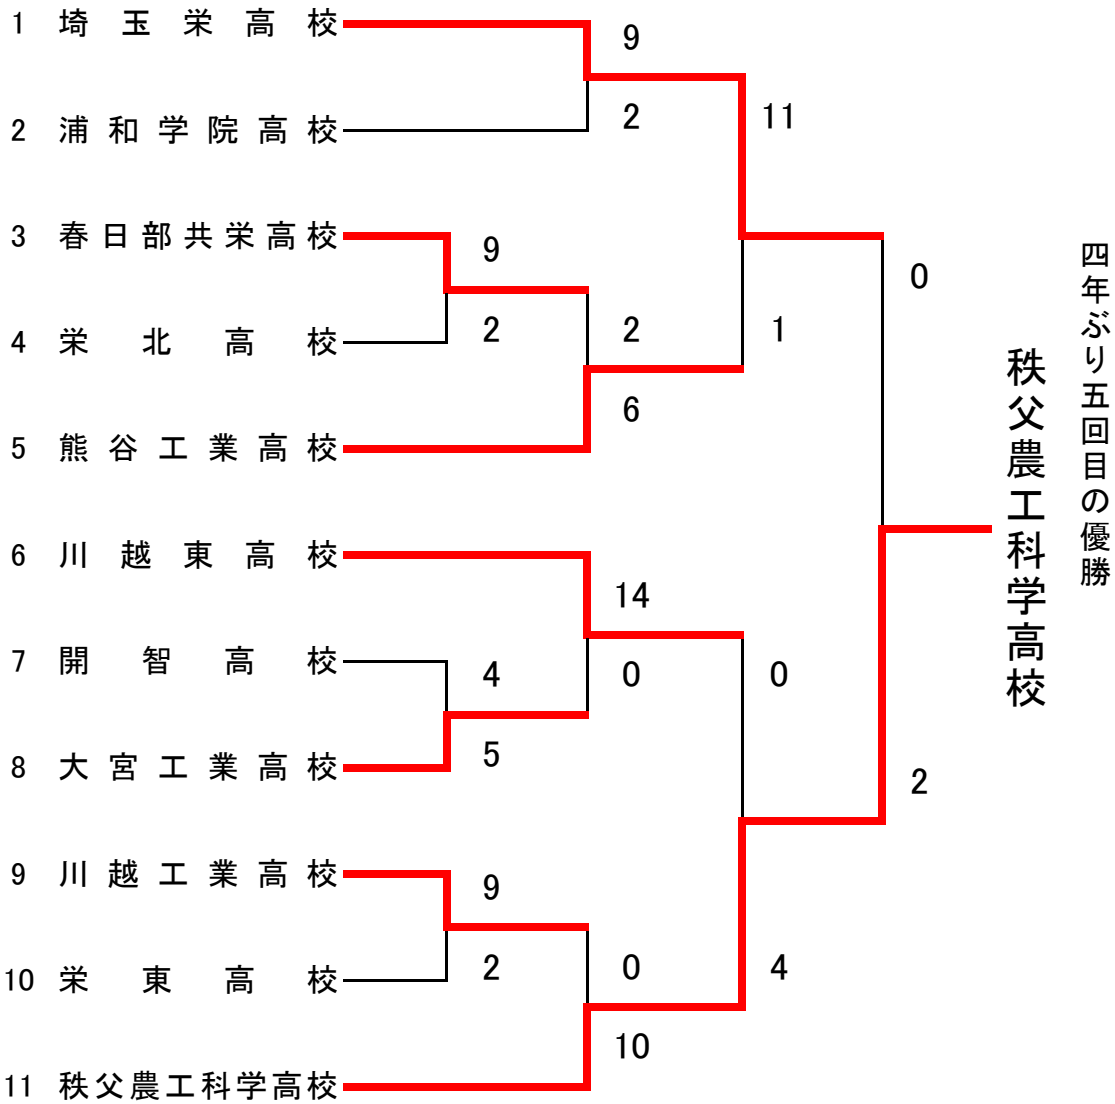 1 埼玉栄高校
9
2
2 浦和学院高校
11
3 春日部共栄高校
9
2
4 栄北高校
2
6
1
5 熊谷工業高校
0
6 川越東高校
14
0
7 開智高校
4
5
8 大宮工業高校
0
4
2
9 川越工業高校
9
2
10 栄東高校
0
10
11 秩父農工科学高校
四年ぶり五回目の優勝
秩父農工科学高校